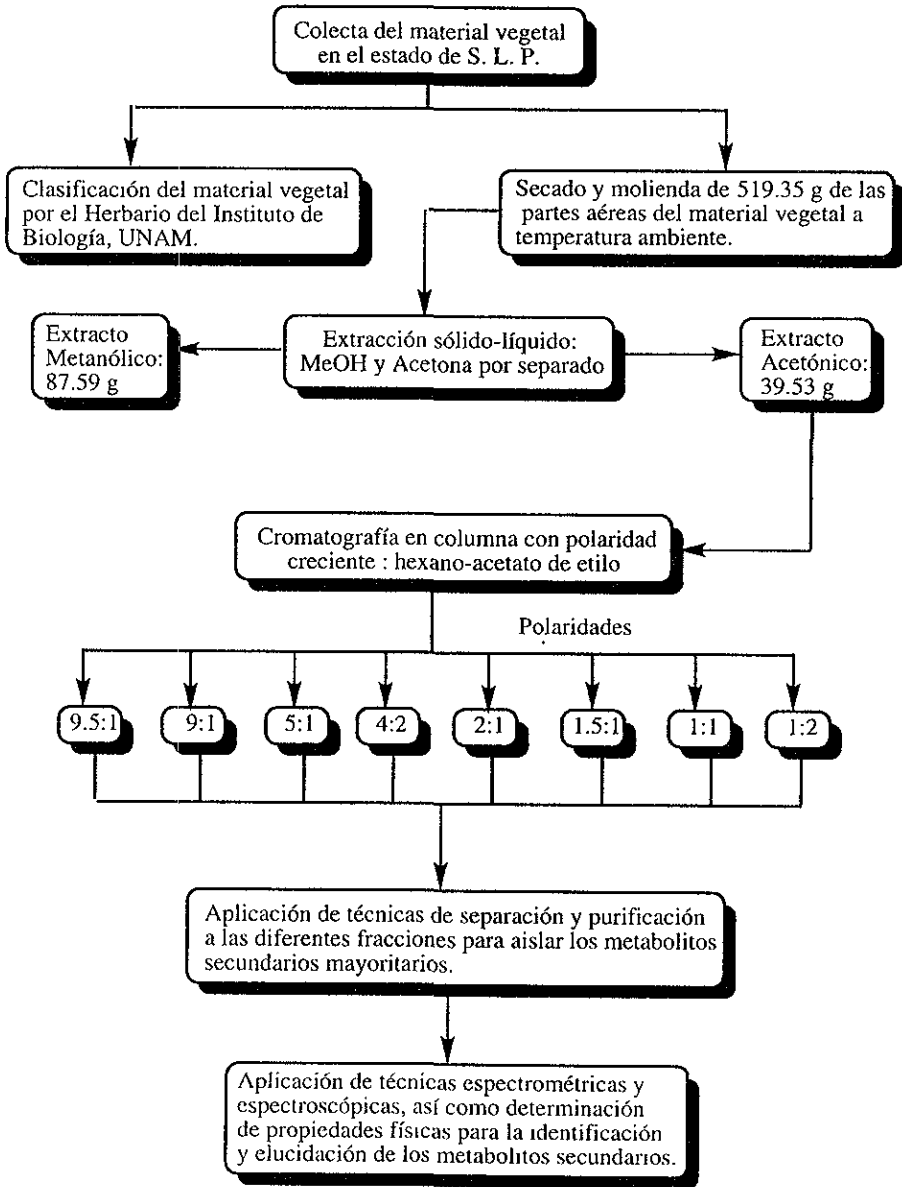 Colecta del material vegetal
en el estado de S. L. P.
Clasificación del material vegetal
por el Herbario del Instituto de
Biología, UNAM.
Secado y molienda de 519.35 g de las
partes aéreas del material vegetal a
temperatura ambiente.
Extracto
Metanólico:
87.59 g
Extracción sólido-líquido:
MeOH y Acetona por separado
Extracto
Acetónico:
39.53 g
Cromatografía en columna con polaridad
creciente : hexano-acetato de etilo
Polaridades
9.5:1
9:1
5:1
4:2
2:1
1.5:1
1:1
1:2
Aplicación de técnicas de separación y purificación
a las diferentes fracciones para aislar los metabolitos
secundarios mayoritarios.
Aplicación de técnicas espectrométricas y
espectroscópicas, así como determinación
de propiedades físicas para la identificación
y elucidación de los metabolitos secundarios.